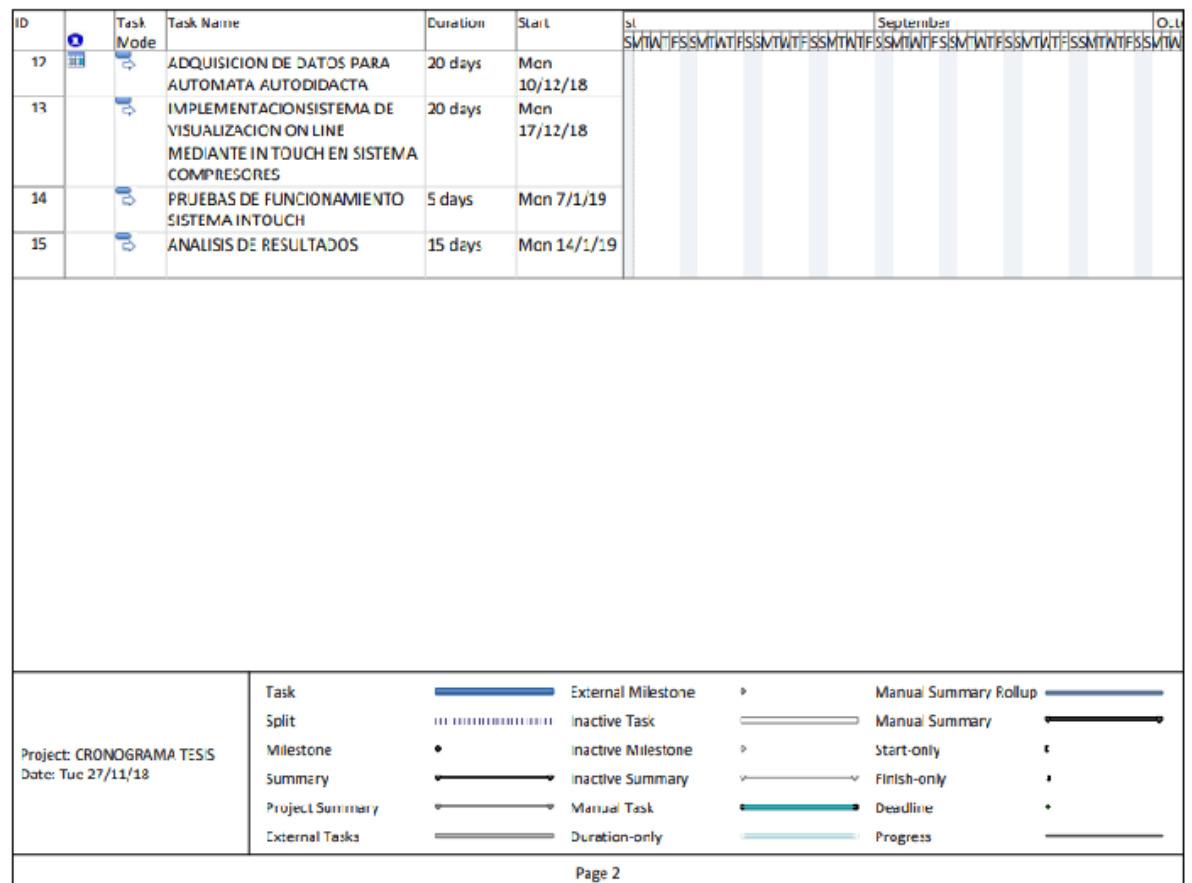 ID Task Mode Task Name Duration Start st September Octo
12 ADQUISICION DE DATOS PARA 20 days Mon
AUTOMATA AUTODIDACTA 10/12/18
13 IMPLEMENTACIONSISTEMA DE 20 days Mon
VISUALIZACION ON LINE 17/12/18
MEDIANTE IN TOUCH EN SISTEMA
COMPRESORES
14 PRUEBAS DE FUNCIONAMIENTO 5 days Mon 7/1/19
SISTEMA INTOUCH
15 ANALISIS DE RESULTADOS 15 days Mon 14/1/19
Project: CRONOGRAMA TESIS
Date: Tue 27/11/18
Task
Split
Milestone
Summary
Project Summary
External Tasks
External Milestone
Inactive Task
Inactive Milestone
Inactive Summary
Manual Task
Duration-only
Manual Summary Rollup
Manual Summary
Start-only
Finish-only
Deadline
Progress
Page 2